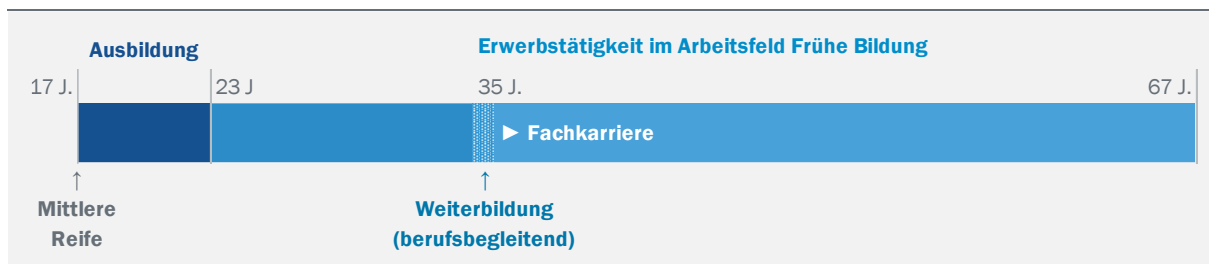 Ausbildung
Erwerbstätigkeit im Arbeitsfeld Frühe Bildung
17 J.
23 J
35 J.
67 J.
► Fachkarriere
↑
↑
Mittlere
Reife
Weiterbildung
(berufsbegleitend)